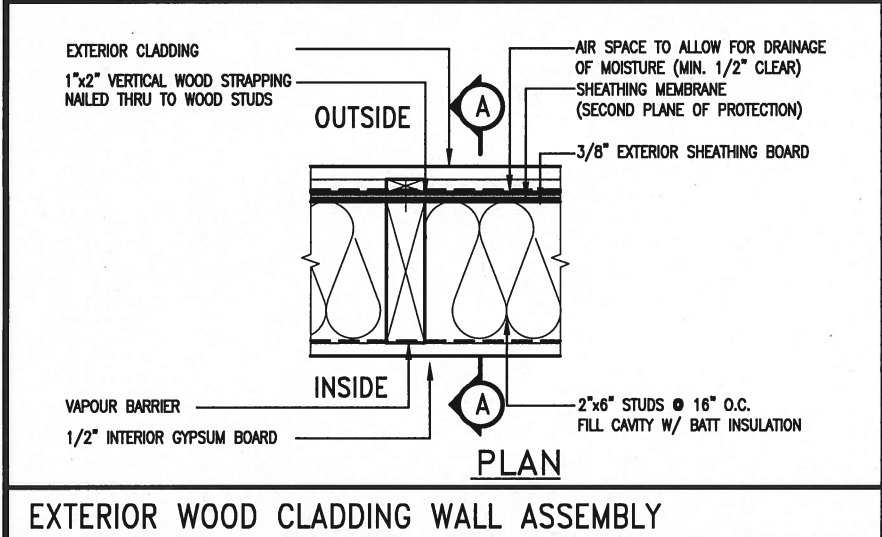 EXTERIOR CLADDING
1"x2" VERTICAL WOOD STRAPPING
NAILED THRU TO WOOD STUDS
OUTSIDE
A
AIR SPACE TO ALLOW FOR DRAINAGE
OF MOISTURE (MIN. 1/2" CLEAR)
SHEATHING MEMBRANE
(SECOND PLANE OF PROTECTION)
3/8" EXTERIOR SHEATHING BOARD
INSIDE
VAPOUR BARRIER
1/2" INTERIOR GYPSUM BOARD
A
2"x6" STUDS @ 16" O.C.
FILL CAVITY W/ BATT INSULATION
PLAN
EXTERIOR WOOD CLADDING WALL ASSEMBLY